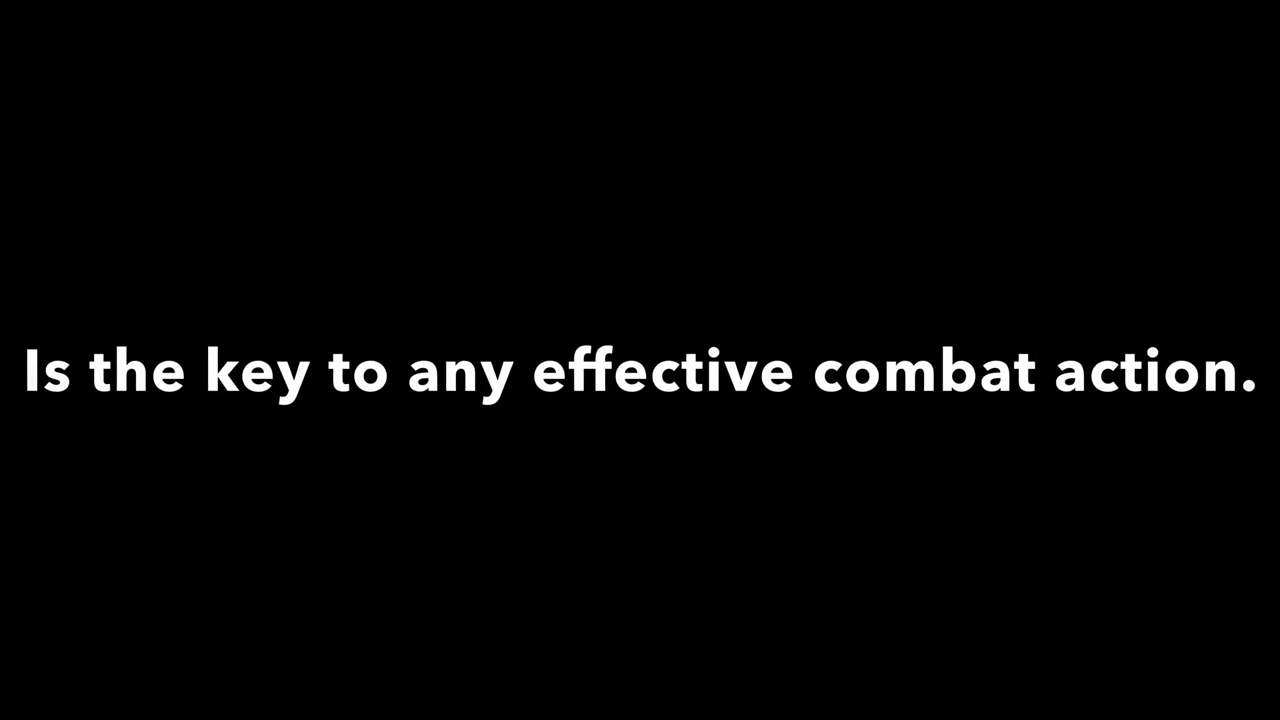 Is the key to any effective combat action.